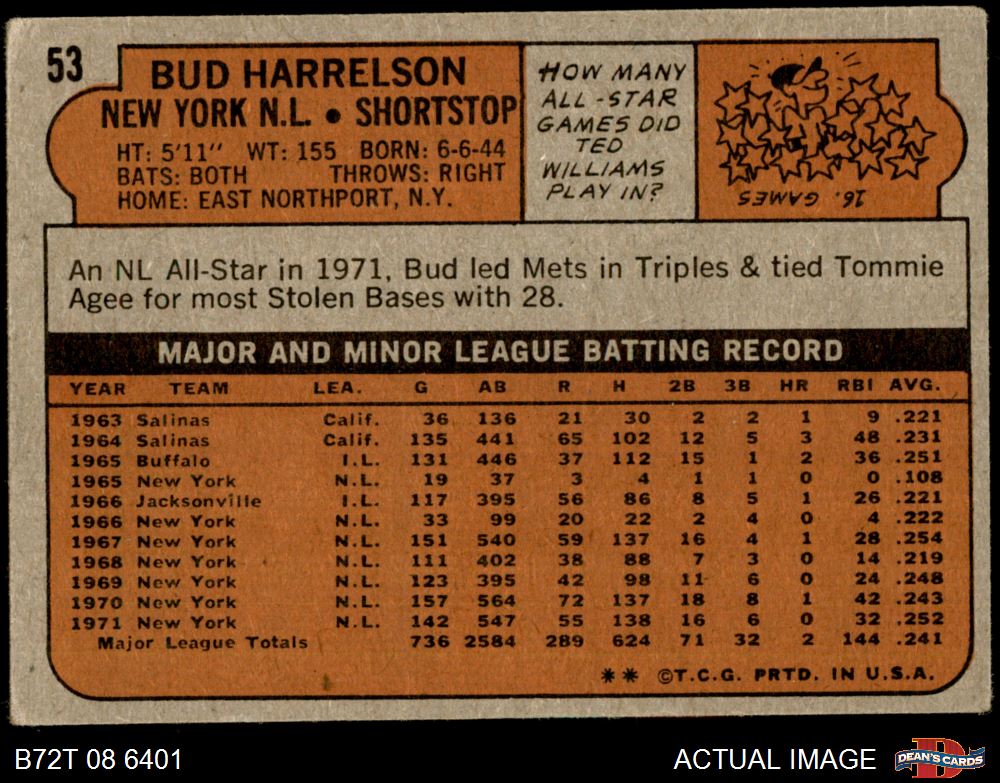 53
BUD HARRELSON
NEW YORK N.L. • SHORTSTOP
HT: 5'11" WT: 155 BORN: 6-6-44
BATS: BOTH THROWS: RIGHT
HOME: EAST NORTHPORT, N.Y.
HOW MANY
ALL-STAR
GAMES DID
TED
WILLIAMS
PLAY IN?
16. GAMES
An NL All-Star in 1971, Bud led Mets in Triples & tied Tommie
Agee for most Stolen Bases with 28.
MAJOR AND MINOR LEAGUE BATTING RECORD
YEAR TEAM LEA. G AB R H 2B 3B HR RBI AVG.
1963 Salinas Calif. 36 136 21 30 2 2 1 9 .221
1964 Salinas Calif. 135 441 65 102 12 5 3 48 .231
1965 Buffalo I.L. 131 446 37 112 15 1 2 36 .251
1965 New York N.L. 19 37 3 4 1 1 0 0 .108
1966 Jacksonville I.L. 117 395 56 86 8 5 1 26 .221
1966 New York N.L. 33 99 20 22 2 4 0 4 .222
1967 New York N.L. 151 540 59 137 16 4 1 28 .254
1968 New York N.L. 111 402 38 88 7 3 0 14 .219
1969 New York N.L. 123 395 42 98 11 6 0 24 .248
1970 New York N.L. 157 564 72 137 18 8 1 42 .243
1971 New York N.L. 142 547 55 138 16 6 0 32 .252
Major League Totals 736 2584 289 624 71 32 2 144 .241
** ©T.C.G. PRTD. IN U.S.A.
B72T 08 6401
ACTUAL IMAGE
D
DEAN'S CARDS